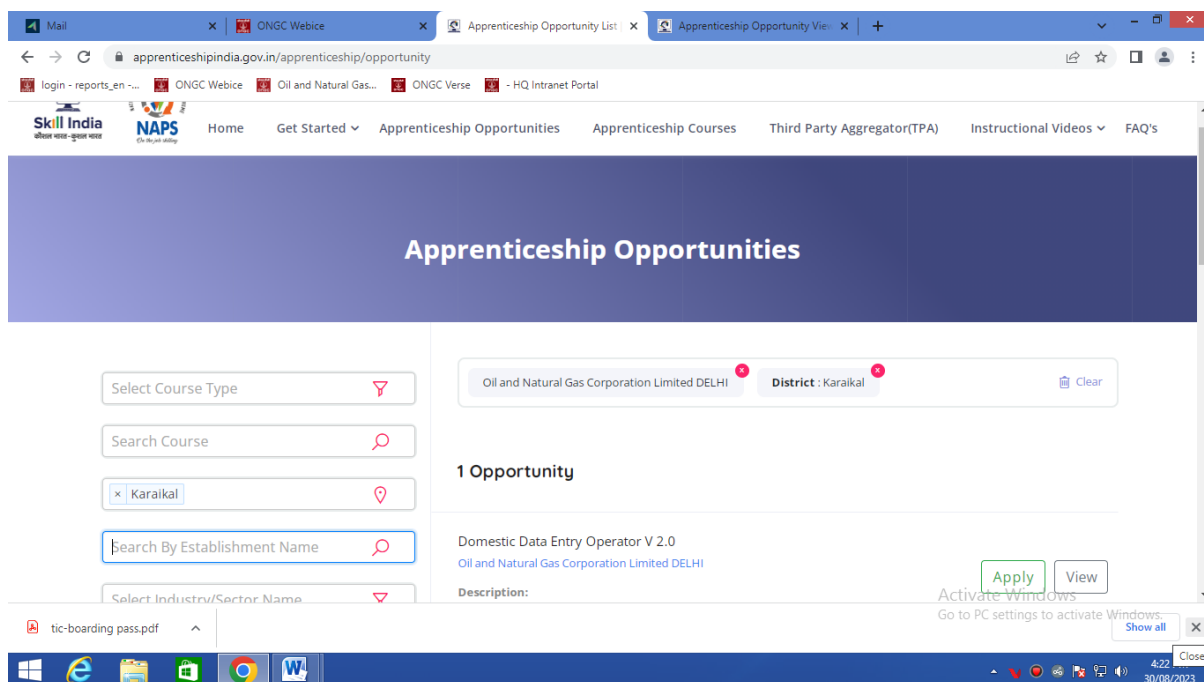 Mail
ONGC Webice
Apprenticeship Opportunity List
Apprenticeship Opportunity Vie
apprenticeshipindia.gov.in/apprenticeship/opportunity
login - reports_en -... ONGC Webice Oil and Natural Gas... ONGC Verse - HQ Intranet Portal
Skill India
कौशल भारत-कुशल भारत
NAPS
Home Get Started Apprenticeship Opportunities Apprenticeship Courses Third Party Aggregator(TPA) Instructional Videos FAQ's
Apprenticeship Opportunities
Select Course Type
Search Course
× Karaikal
Search By Establishment Name
Select Industry/Sector Name
Oil and Natural Gas Corporation Limited DELHI x District : Karaikal x Clear
1 Opportunity
Domestic Data Entry Operator V 2.0
Oil and Natural Gas Corporation Limited DELHI
Description:
Apply View
Activate Windows
Go to PC settings to activate Windows.
tic-boarding pass.pdf
Show all
Close
4:22
30/08/2023